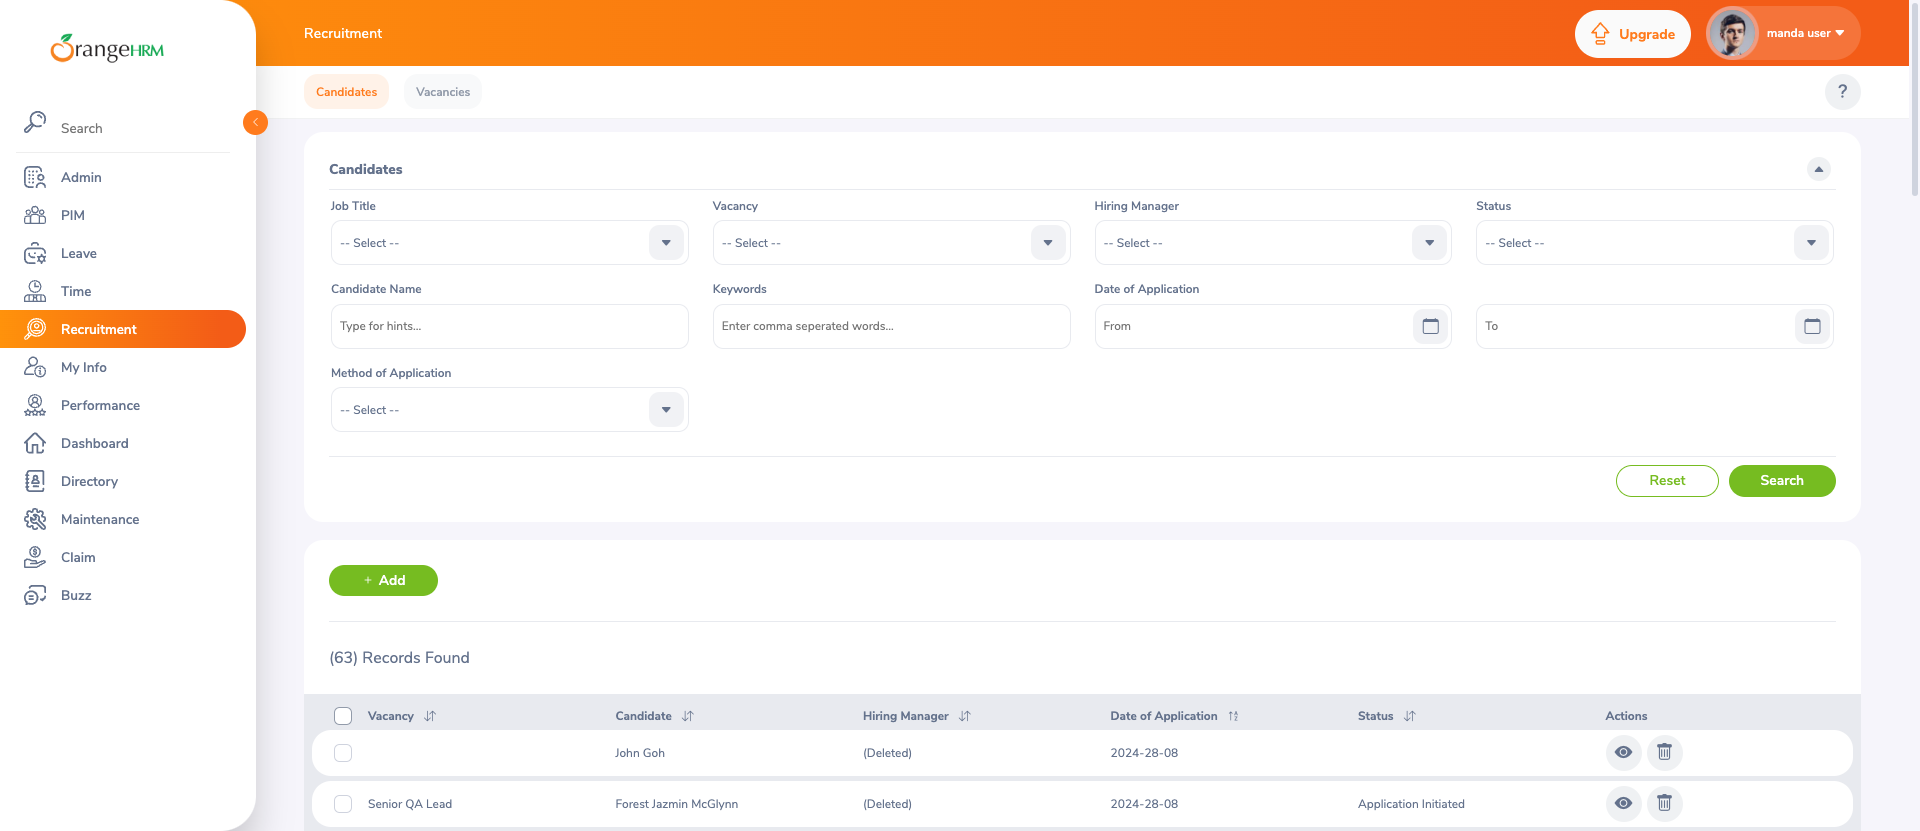 OrangeHRM
Recruitment
Upgrade
manda user
Candidates
Vacancies
?
Search
Admin
PIM
Leave
Time
Recruitment
My Info
Performance
Dashboard
Directory
Maintenance
Claim
Buzz
Candidates
Job Title
Vacancy
Hiring Manager
Status
-- Select --
-- Select --
-- Select --
-- Select --
Candidate Name
Keywords
Date of Application
Type for hints...
Enter comma seperated words...
From
To
Method of Application
-- Select --
Reset
Search
+ Add
(63) Records Found
Vacancy
Candidate
Hiring Manager
Date of Application
Status
Actions
John Goh
(Deleted)
2024-28-08
Senior QA Lead
Forest Jazmin McGlynn
(Deleted)
2024-28-08
Application Initiated